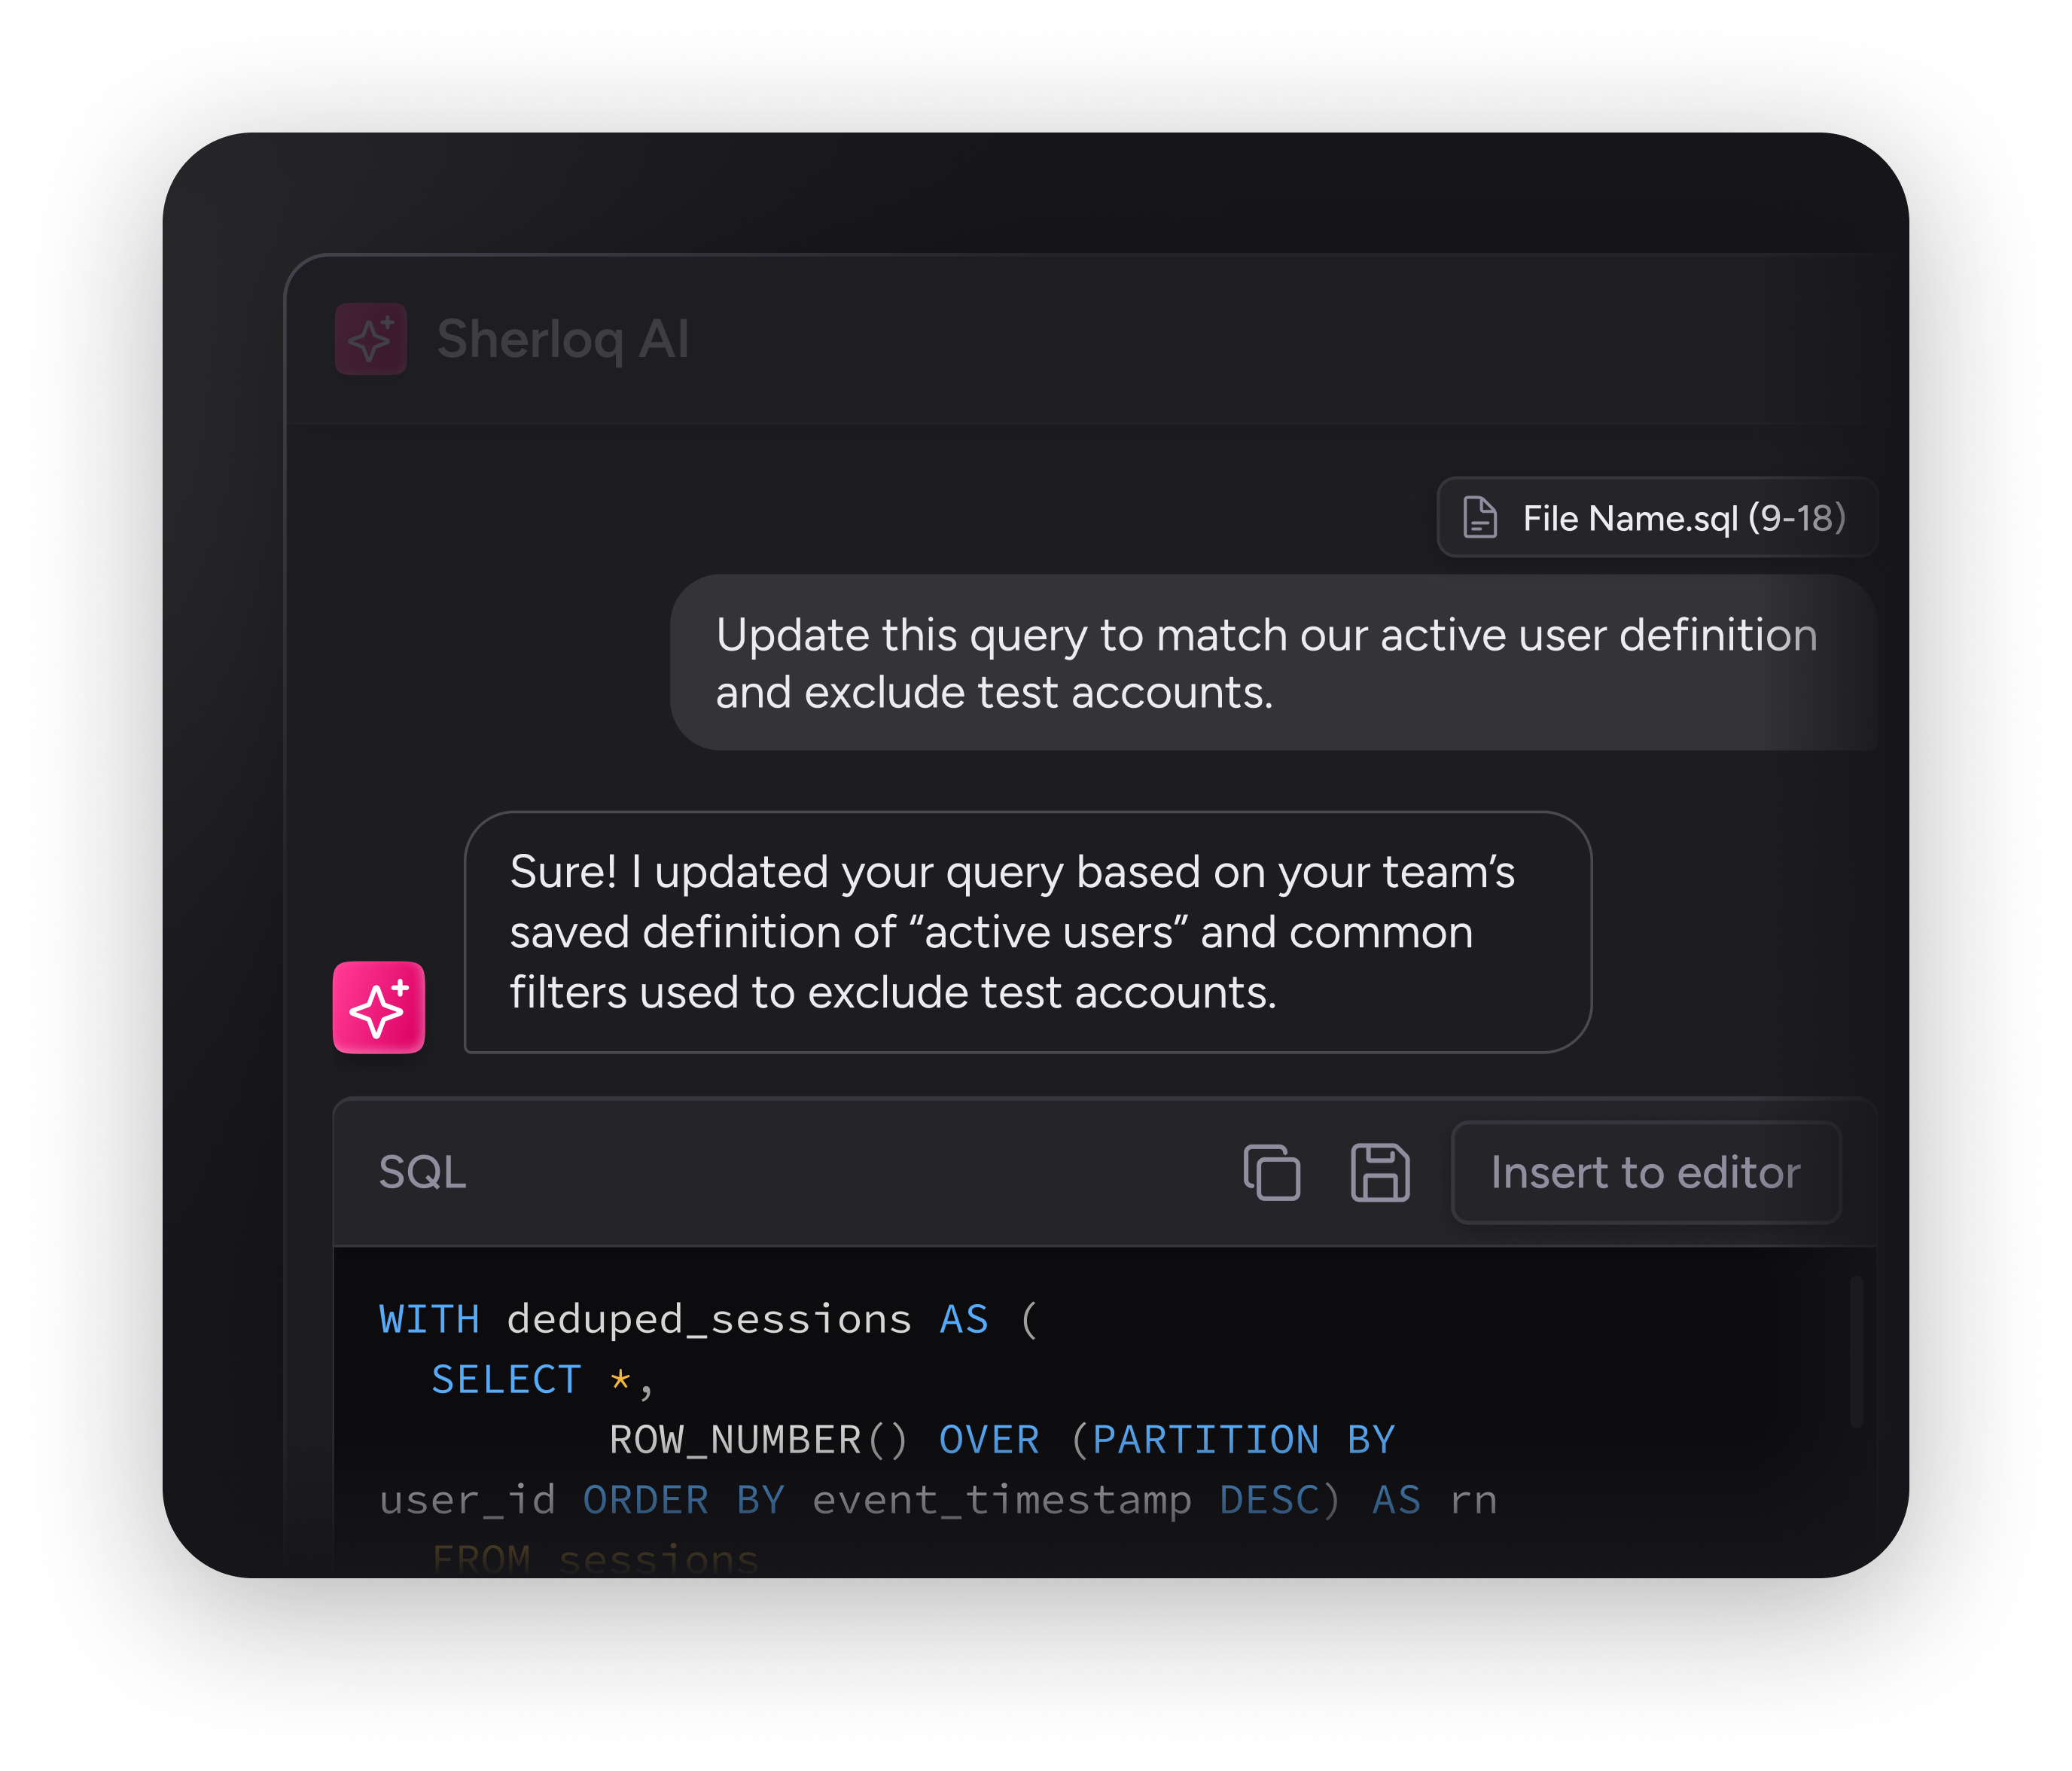 Sherloq AI
File Name.sql (9-18)
Update this query to match our active user definition
and exclude test accounts.
Sure! I updated your query based on your team’s
saved definition of “active users” and common
filters used to exclude test accounts.
SQL
Insert to editor
WITH deduped_sessions AS (
SELECT *,
ROW_NUMBER() OVER (PARTITION BY
user_id ORDER BY event_timestamp DESC) AS rn
FROM sessions